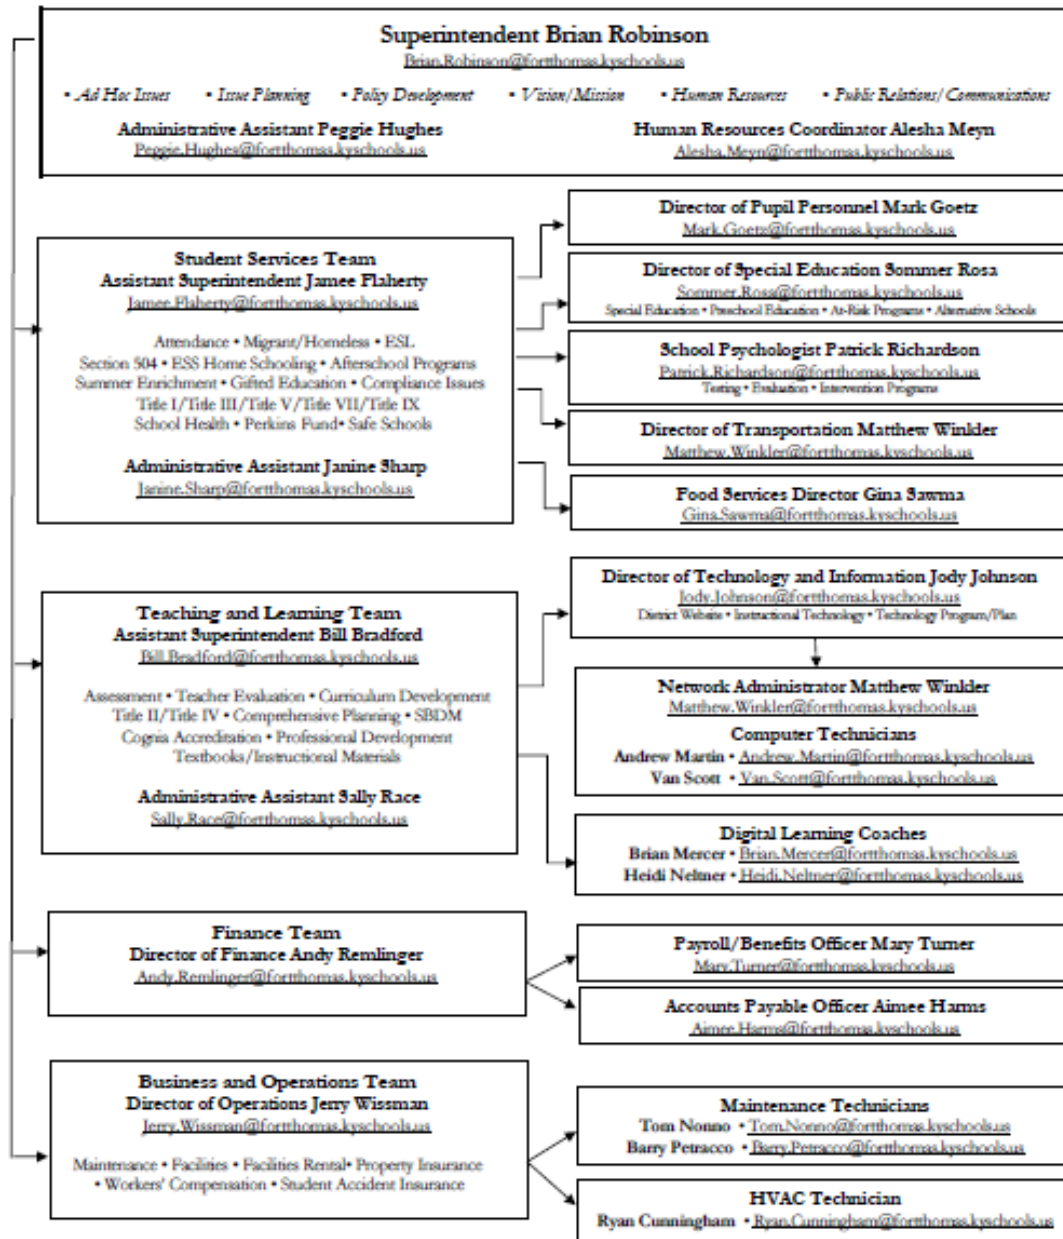 Superintendent Brian Robinson
Brian.Robinson@fortthomas.kyschools.us
• Ad Hoc Issues • Issue Planning • Policy Development • Vision/Mission • Human Resources • Public Relations/Communications
Administrative Assistant Peggie Hughes
Peggie.Hughes@fortthomas.kyschools.us
Human Resources Coordinator Alesha Meyn
Alesha.Meyn@fortthomas.kyschools.us
Student Services Team
Assistant Superintendent Jamee Flaherty
Jamee.Flaherty@fortthomas.kyschools.us
Attendance • Migrant/Homeless • ESL
Section 504 • ESS Home Schooling • Afterschool Programs
Summer Enrichment • Gifted Education • Compliance Issues
Title I/Title III/Title V/Title VII/Title IX
School Health • Perkins Fund• Safe Schools
Administrative Assistant Janine Sharp
Janine.Sharp@fortthomas.kyschools.us
Director of Pupil Personnel Mark Goetz
Mark.Goetz@fortthomas.kyschools.us
Director of Special Education Sommer Rosa
Sommer.Rosa@fortthomas.kyschools.us
Special Education • Preschool Education • At-Risk Programs • Alternative Schools
School Psychologist Patrick Richardson
Patrick.Richardson@fortthomas.kyschools.us
Testing • Evaluation • Intervention Programs
Director of Transportation Matthew Winkler
Matthew.Winkler@fortthomas.kyschools.us
Food Services Director Gina Sawma
Gina.Sawma@fortthomas.kyschools.us
Teaching and Learning Team
Assistant Superintendent Bill Bradford
Bill.Bradford@fortthomas.kyschools.us
Assessment • Teacher Evaluation • Curriculum Development
Title II/Title IV • Comprehensive Planning • SBDM
Cognia Accreditation • Professional Development
Textbooks/Instructional Materials
Administrative Assistant Sally Race
Sally.Race@fortthomas.kyschools.us
Director of Technology and Information Jody Johnson
Jody.Johnson@fortthomas.kyschools.us
District Website • Instructional Technology • Technology Program/Plan
Network Administrator Matthew Winkler
Matthew.Winkler@fortthomas.kyschools.us
Computer Technicians
Andrew Martin • Andrew.Martin@fortthomas.kyschools.us
Van Scott • Van.Scott@fortthomas.kyschools.us
Digital Learning Coaches
Brian Mercer • Brian.Mercer@fortthomas.kyschools.us
Heidi Neltner • Heidi.Neltner@fortthomas.kyschools.us
Finance Team
Director of Finance Andy Remlinger
Andy.Remlinger@fortthomas.kyschools.us
Payroll/Benefits Officer Mary Turner
Mary.Turner@fortthomas.kyschools.us
Accounts Payable Officer Aimee Harms
Aimee.Harms@fortthomas.kyschools.us
Business and Operations Team
Director of Operations Jerry Wissman
Jerry.Wissman@fortthomas.kyschools.us
Maintenance • Facilities • Facilities Rental• Property Insurance
• Workers' Compensation • Student Accident Insurance
Maintenance Technicians
Tom Nonno • Tom.Nonno@fortthomas.kyschools.us
Barry Petracco • Barry.Petracco@fortthomas.kyschools.us
HVAC Technician
Ryan Cunningham • Ryan.Cunningham@fortthomas.kyschools.us